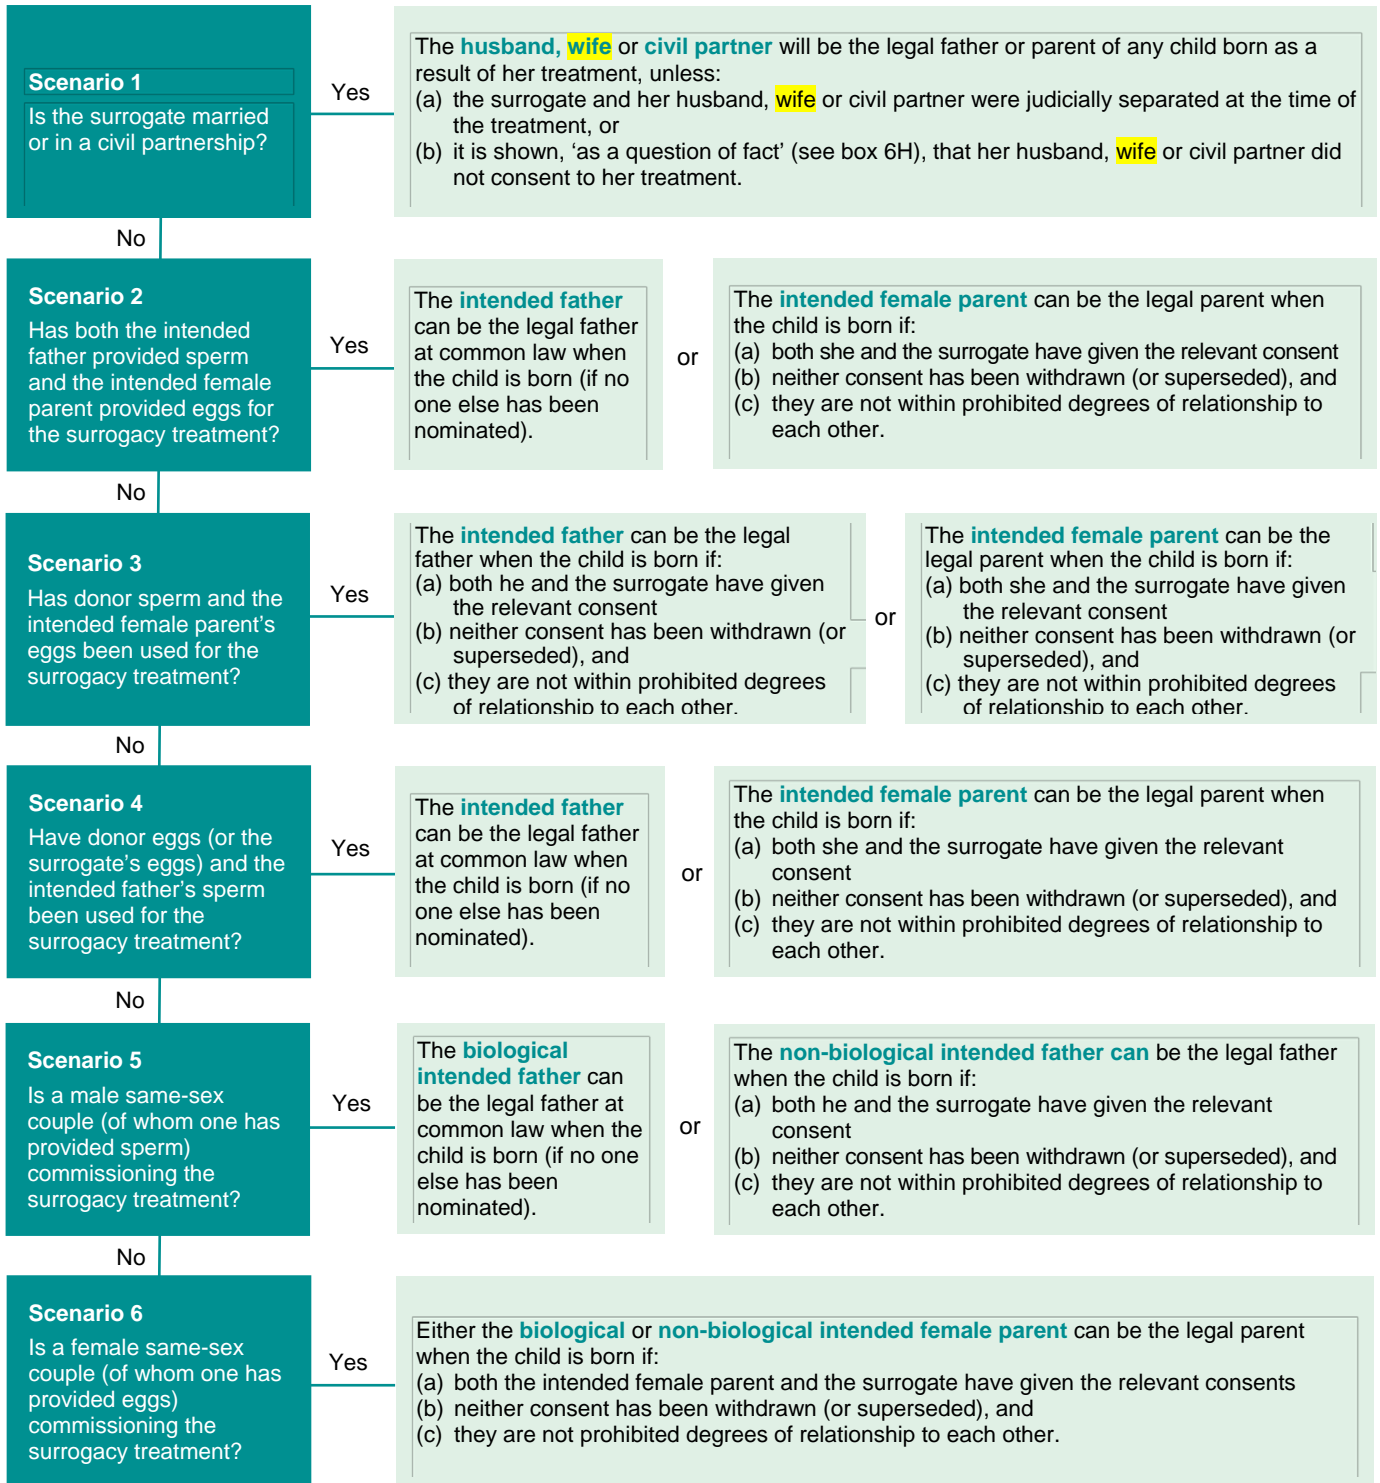 Scenario 1
Is the surrogate married
or in a civil partnership?
Yes
The husband, wife or civil partner will be the legal father or parent of any child born as a
result of her treatment, unless:
(a) the surrogate and her husband, wife or civil partner were judicially separated at the time of
the treatment, or
(b) it is shown, ‘as a question of fact’ (see box 6H), that her husband, wife or civil partner did
not consent to her treatment.
No
Scenario 2
Has both the intended
father provided sperm
and the intended female
parent provided eggs for
the surrogacy treatment?
Yes
The intended father
can be the legal father
at common law when
the child is born (if no
one else has been
nominated).
or
The intended female parent can be the legal parent when
the child is born if:
(a) both she and the surrogate have given the relevant consent
(b) neither consent has been withdrawn (or superseded), and
(c) they are not within prohibited degrees of relationship to
each other.
No
Scenario 3
Has donor sperm and the
intended female parent’s
eggs been used for the
surrogacy treatment?
Yes
The intended father can be the legal
father when the child is born if:
(a) both he and the surrogate have given
the relevant consent
(b) neither consent has been withdrawn (or
superseded), and
(c) they are not within prohibited degrees
of relationship to each other.
or
The intended female parent can be the
legal parent when the child is born if:
(a) both she and the surrogate have given
the relevant consent
(b) neither consent has been withdrawn (or
superseded), and
(c) they are not within prohibited degrees
of relationship to each other.
No
Scenario 4
Have donor eggs (or the
surrogate’s eggs) and the
intended father’s sperm
been used for the
surrogacy treatment?
Yes
The intended father
can be the legal father
at common law when
the child is born (if no
one else has been
nominated).
or
The intended female parent can be the legal parent when
the child is born if:
(a) both she and the surrogate have given the relevant
consent
(b) neither consent has been withdrawn (or superseded), and
(c) they are not within prohibited degrees of relationship to
each other.
No
Scenario 5
Is a male same-sex
couple (of whom one has
provided sperm)
commissioning the
surrogacy treatment?
Yes
The biological
intended father can
be the legal father at
common law when the
child is born (if no one
else has been
nominated).
or
The non-biological intended father can be the legal father
when the child is born if:
(a) both he and the surrogate have given the relevant
consent
(b) neither consent has been withdrawn (or superseded), and
(c) they are not within prohibited degrees of relationship to
each other.
No
Scenario 6
Is a female same-sex
couple (of whom one has
provided eggs)
commissioning the
surrogacy treatment?
Yes
Either the biological or non-biological intended female parent can be the legal parent
when the child is born if:
(a) both the intended female parent and the surrogate have given the relevant consents
(b) neither consent has been withdrawn (or superseded), and
(c) they are not prohibited degrees of relationship to each other.